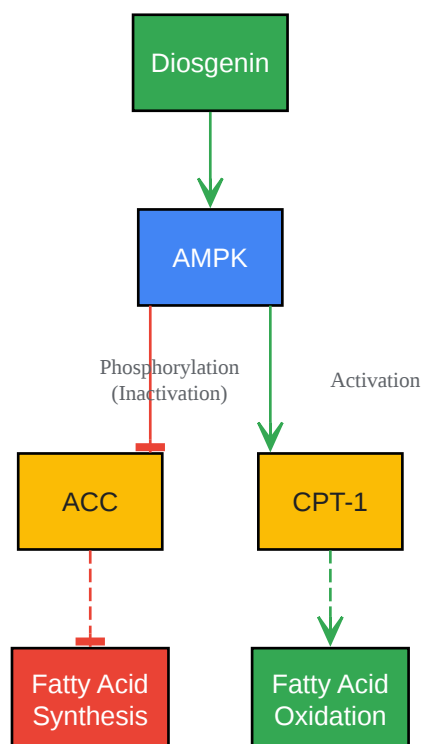 Diosgenin
AMPK
Phosphorylation
(Inactivation)
Activation
ACC
CPT-1
Fatty Acid
Synthesis
Fatty Acid
Oxidation